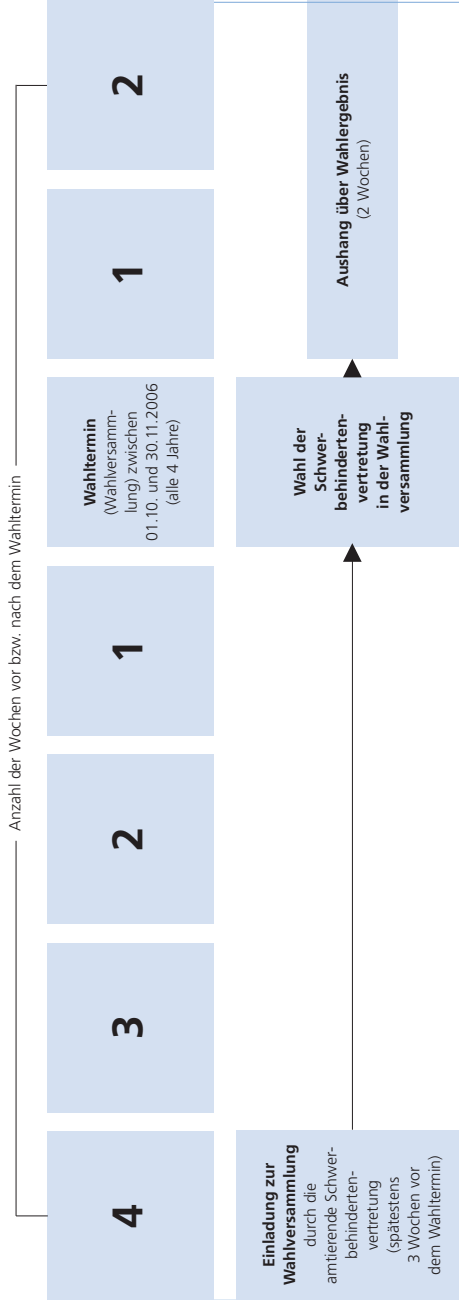 Anzahl der Wochen vor bzw. nach dem Wahltermin
4
3
2
1
Wahltermin
(Wahlversamm-
lung) zwischen
01.10. und 30.11.2006
(alle 4 Jahre)
1
2
Einladung zur
Wahlversammlung
durch die
amtierende Schwer-
behinderten-
vertretung
(spätestens
3 Wochen vor
dem Wahltermin)
Wahl der
Schwer-
behinderten-
vertretung
in der Wahl-
versammlung
Aushang über Wahlergebnis
(2 Wochen)